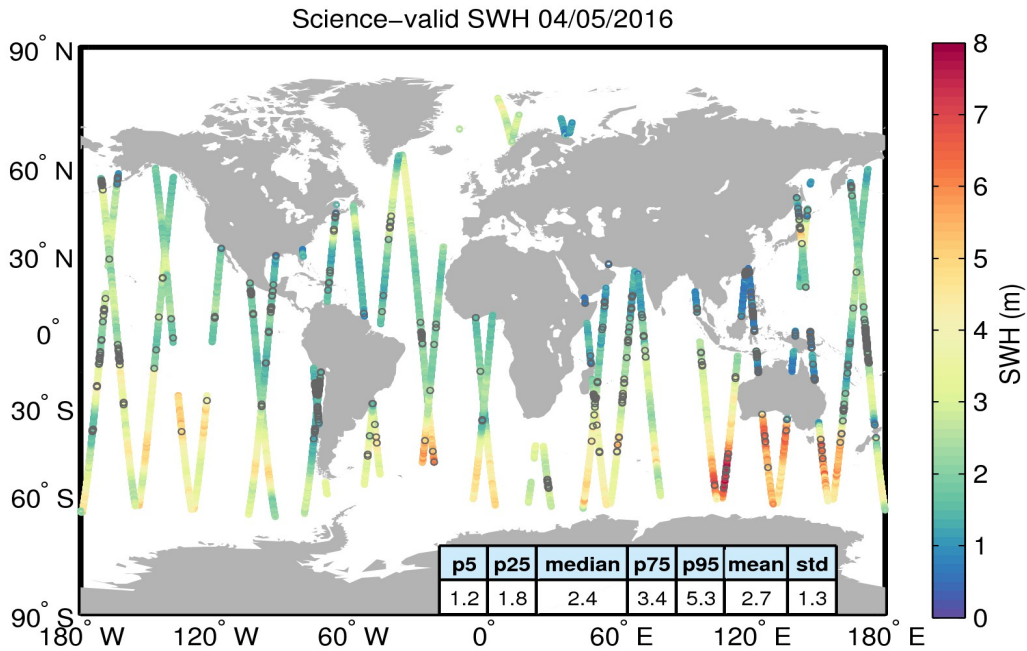 Science−valid SWH 04/05/2016
90° N
60° N
30° N
0°
30° S
60° S
90° S
180° W
120° W
60° W
0°
60° E
120° E
180° E
p5 p25 median p75 p95 mean std
1.2 1.8 2.4 3.4 5.3 2.7 1.3
8
7
6
5
4
3
2
1
0
SWH (m)